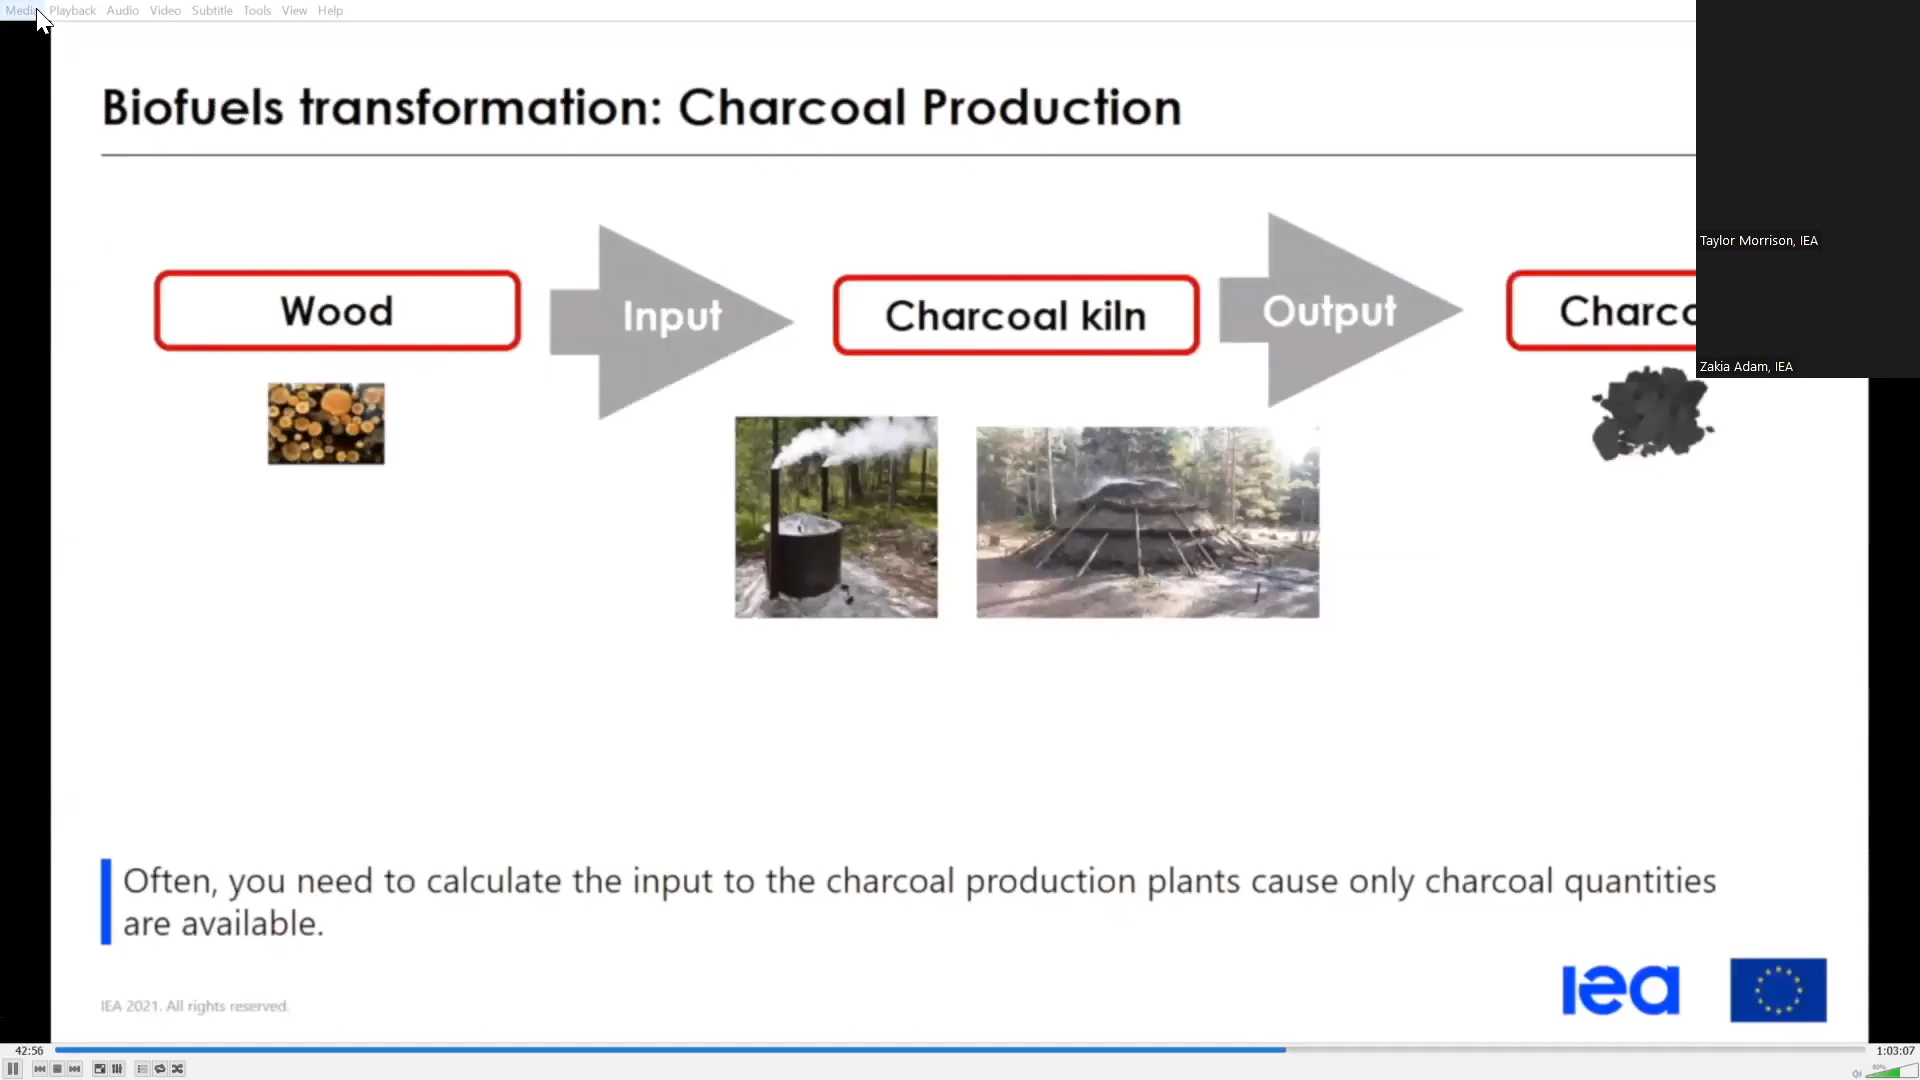 Media Playback Audio Video Subtitle Tools View Help
Biofuels transformation: Charcoal Production
Taylor Morrison, IEA
Wood
Input
Charcoal kiln
Output
Charco
Zakia Adam, IEA
Often, you need to calculate the input to the charcoal production plants cause only charcoal quantities
are available.
iea
IEA 2021. All rights reserved.
42:56
1:03:07
80%